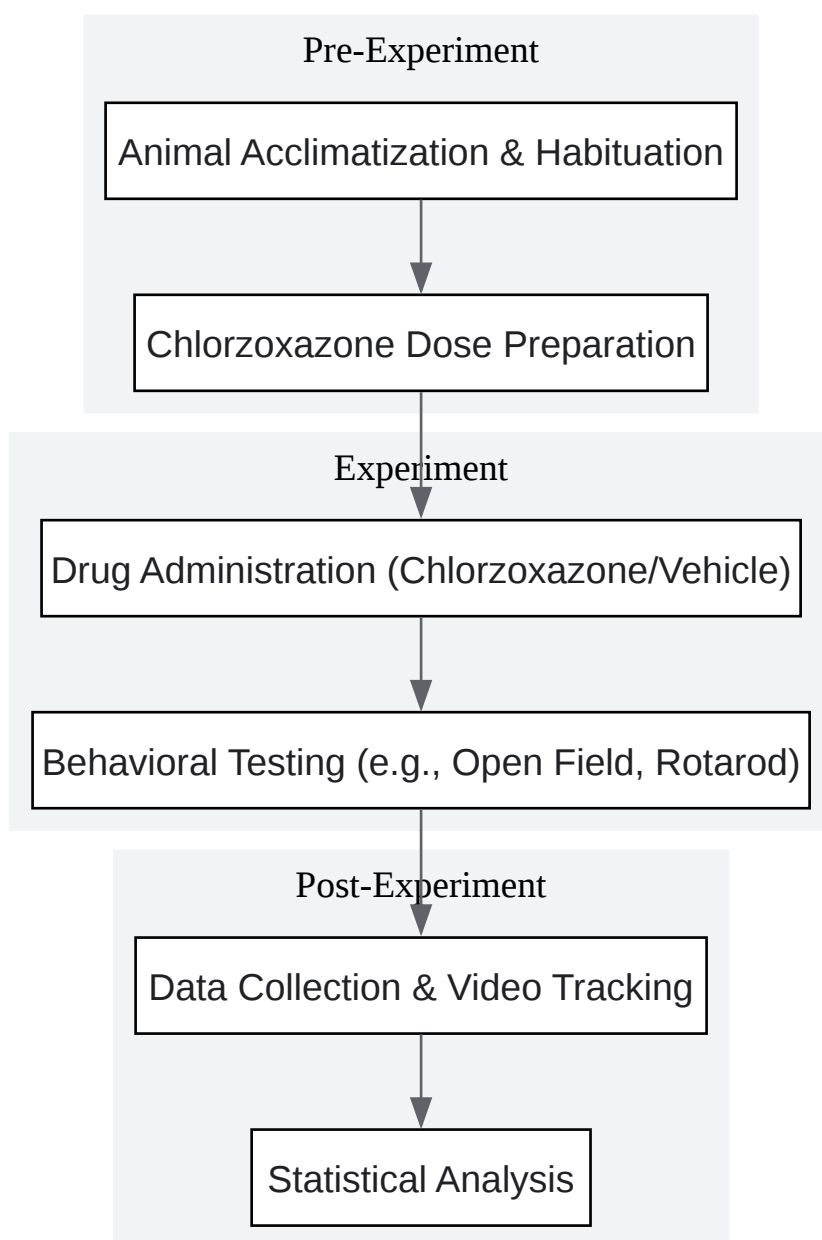 Pre-Experiment
Animal Acclimatization & Habituation
Chlorzoxazone Dose Preparation
Experiment
Drug Administration (Chlorzoxazone/Vehicle)
Behavioral Testing (e.g., Open Field, Rotarod)
Post-Experiment
Data Collection & Video Tracking
Statistical Analysis